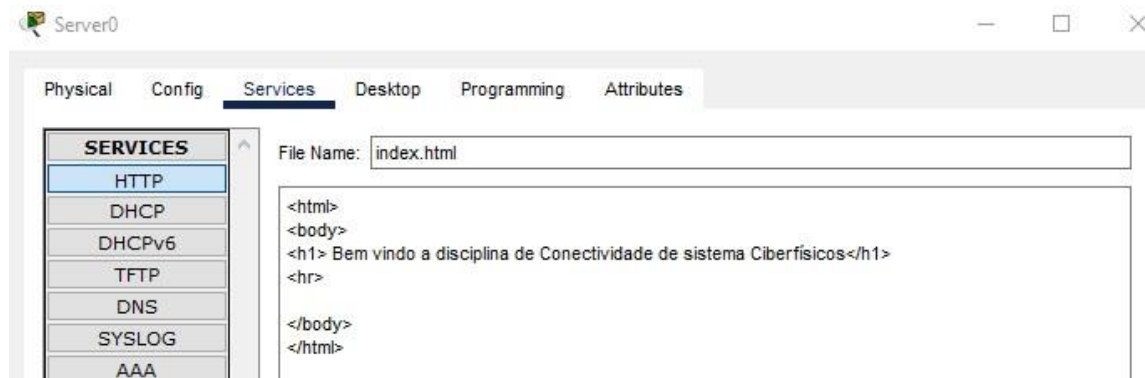 Server0
Physical Config Services Desktop Programming Attributes
SERVICES
HTTP
DHCP
DHCPv6
TFTP
DNS
SYSLOG
AAA
File Name: index.html
<html>
<body>
<h1> Bem vindo a disciplina de Conectividade de sistema Ciberfísicos</h1>
<hr>
</body>
</html>